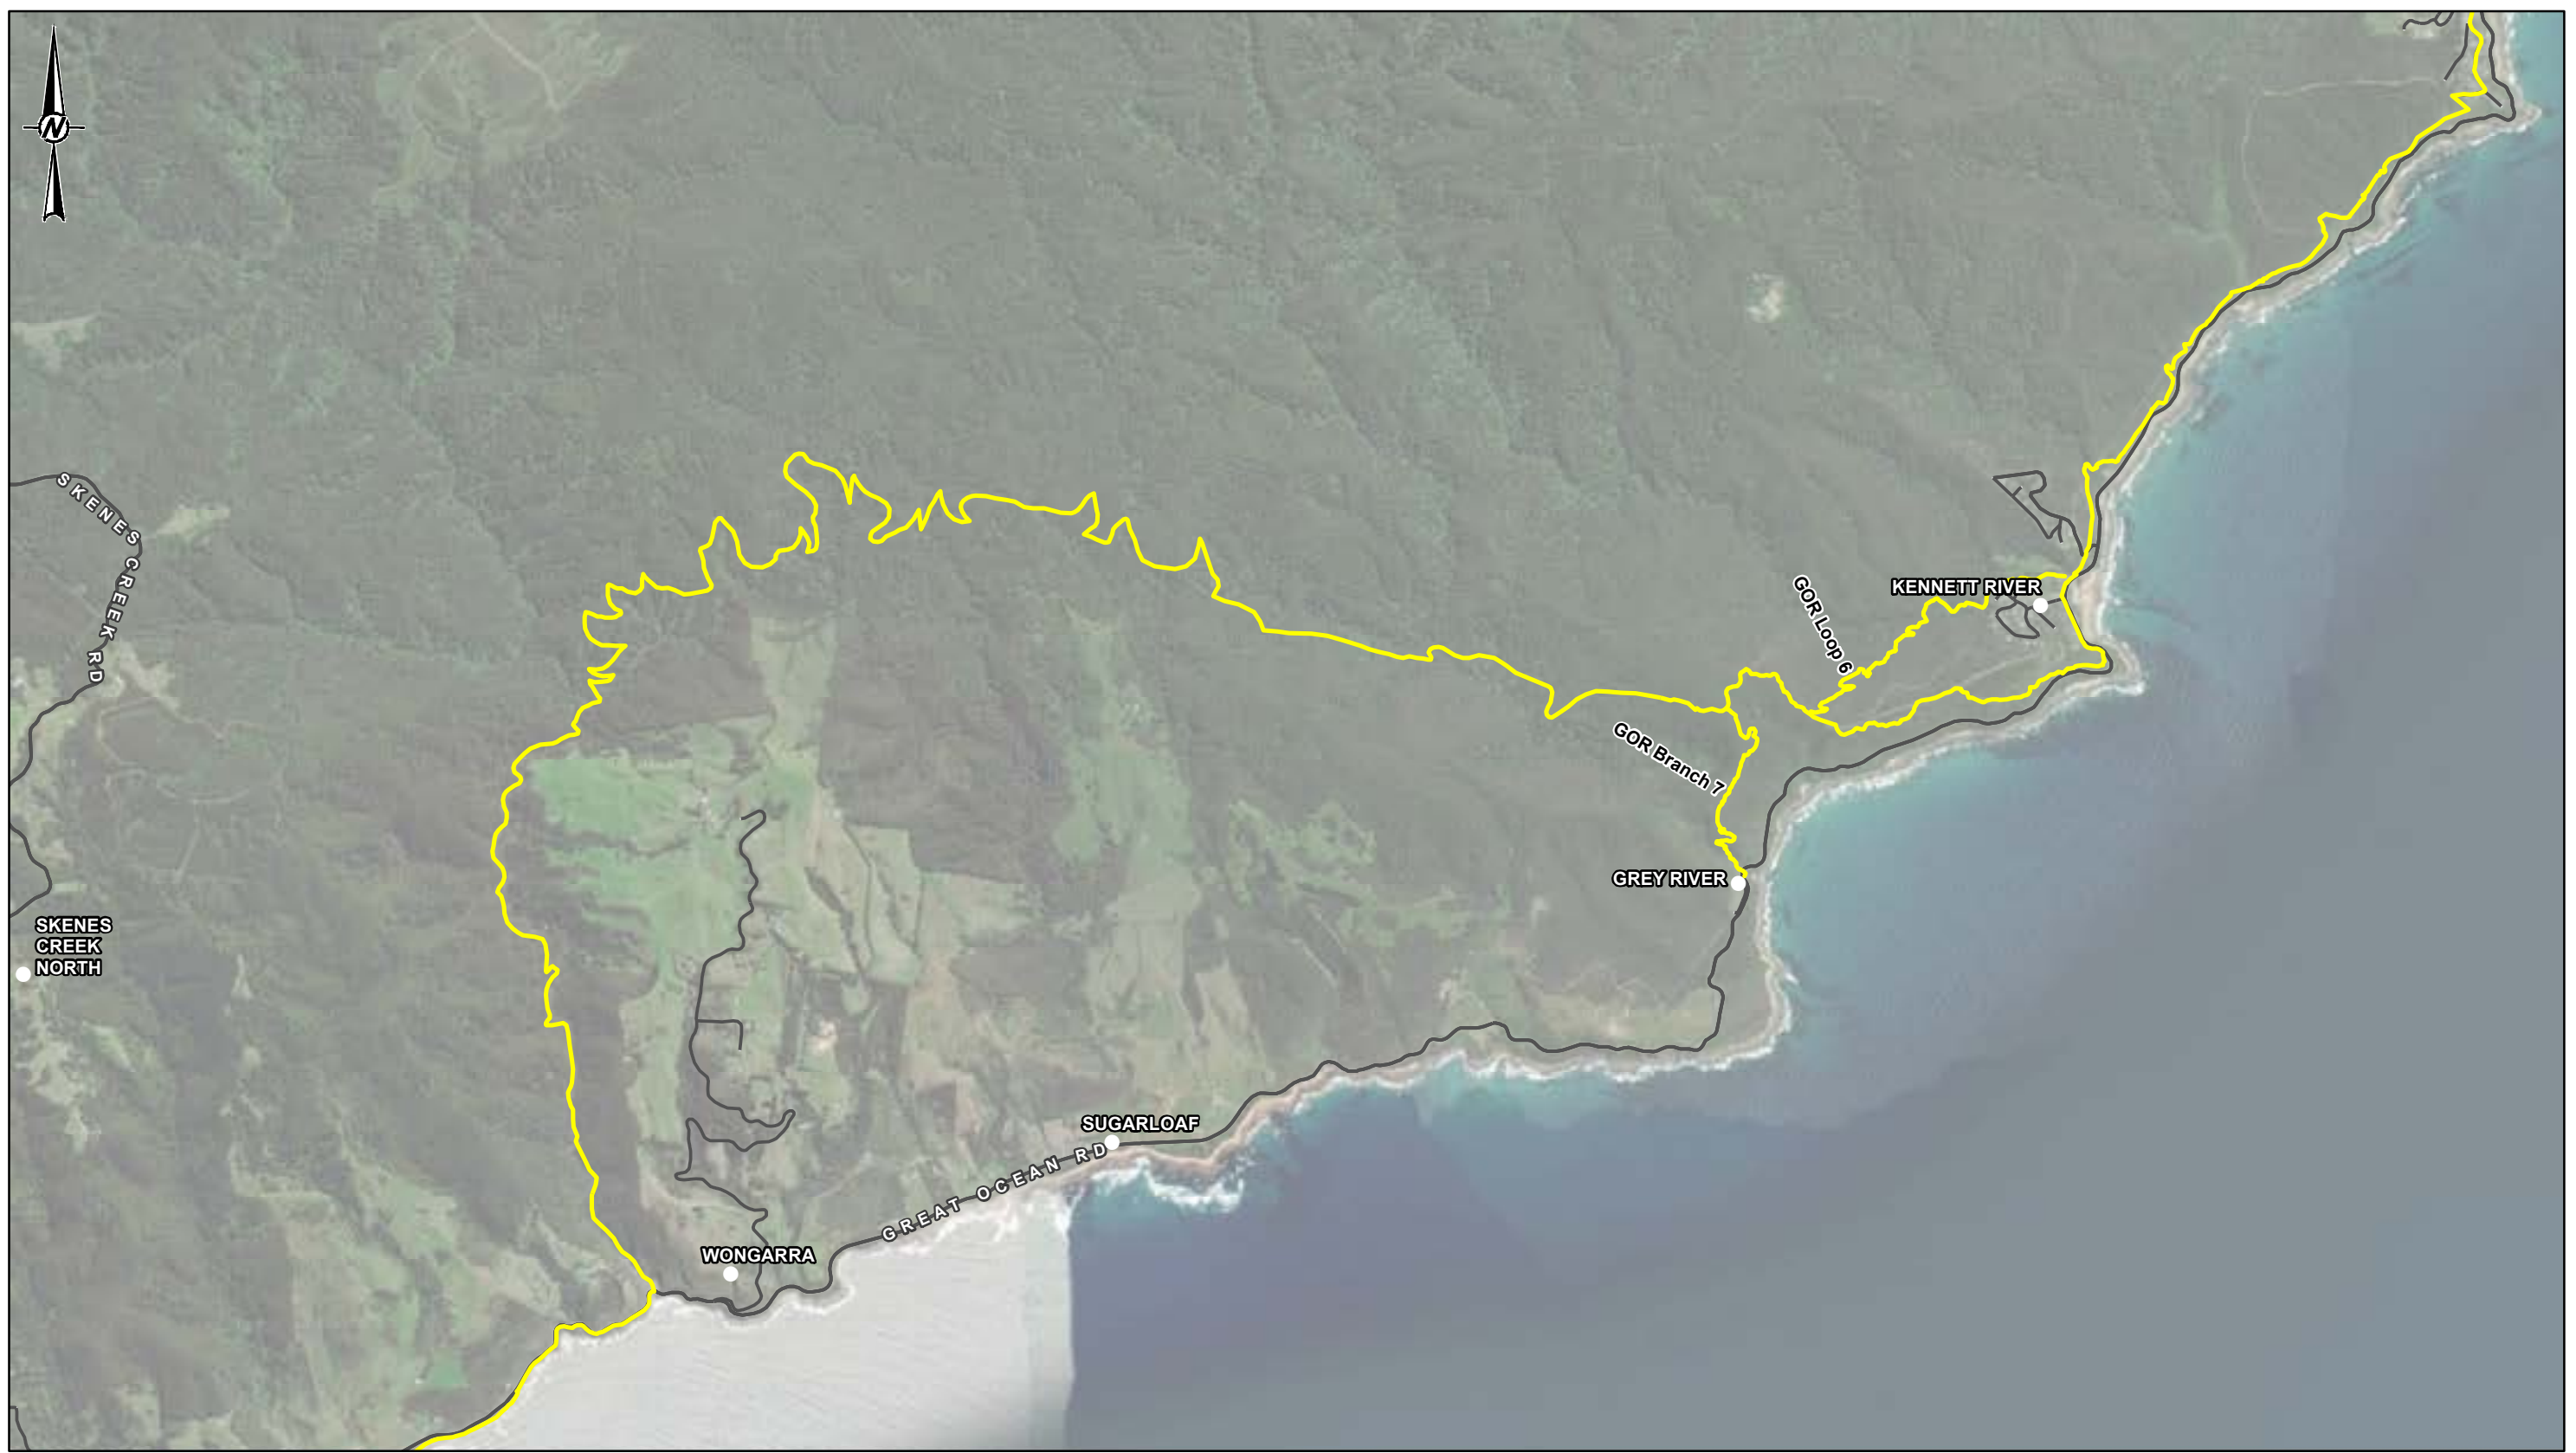 N
SKENES CREEK RD
GOR Loop 6
KENNETT RIVER
GOR Branch 7
GREY RIVER
SKENES
CREEK
NORTH
SUGARLOAF
GREAT OCEAN RD
WONGARRA